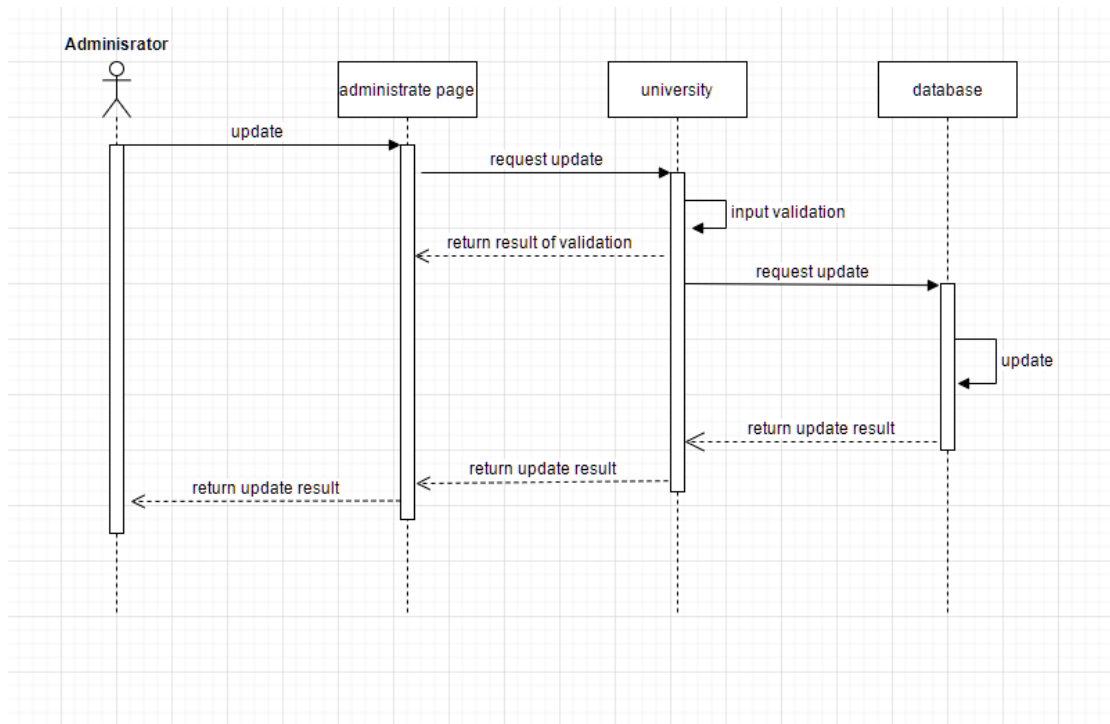 Adminisrator
administrate page
university
database
update
request update
input validation
return result of validation
request update
update
return update result
return update result
return update result